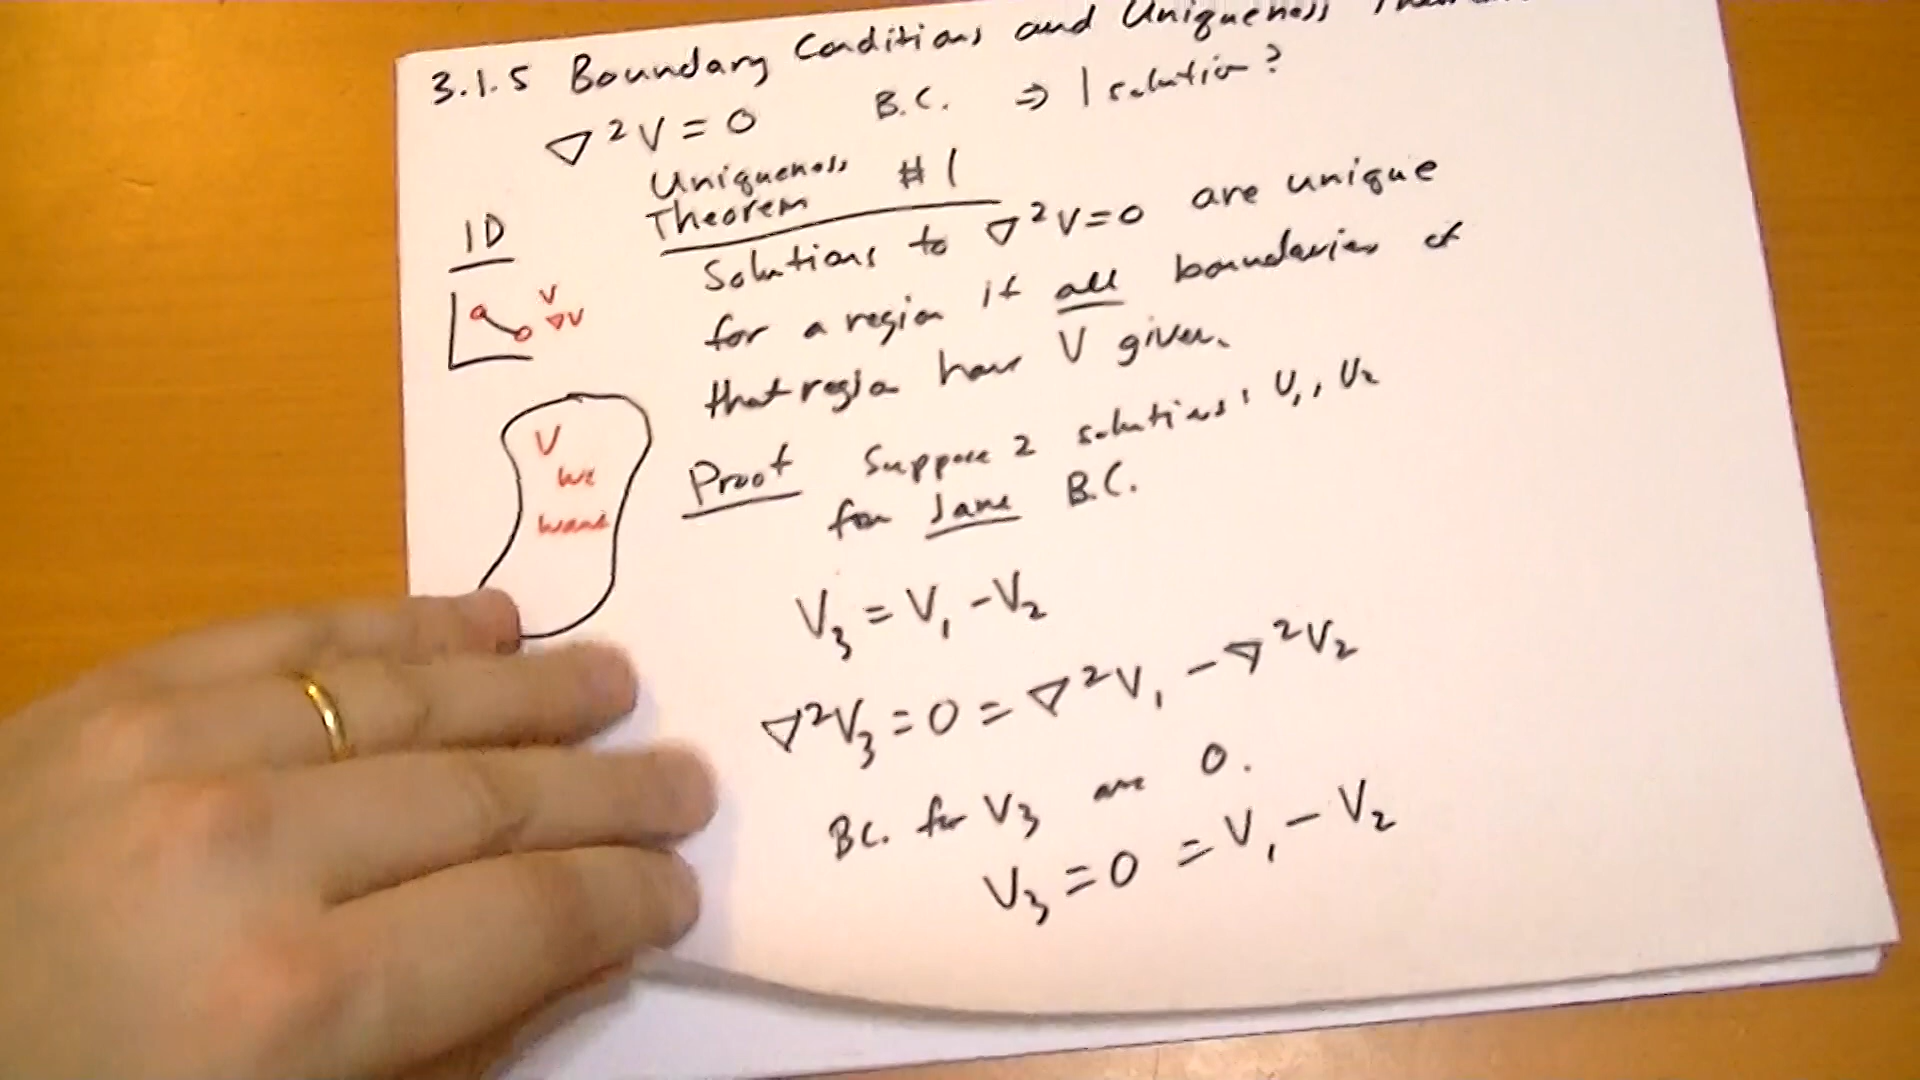 3.1.5 Boundary Conditions and Uniqueness
∇²V = 0 B.C. ⇒ 1 solution?
Uniqueness
Theorem #1
1D
Solutions to ∇²V=0 are unique
for a region if all boundaries of
that region have V given.
V
∇V
Proof Suppose 2 solutions: V₁, V₂
for same B.C.
V
we
want
V₃ = V₁ - V₂
∇²V₃ = 0 = ∇²V₁ - ∇²V₂
BC. for V₃ are 0.
V₃ = 0 = V₁ - V₂